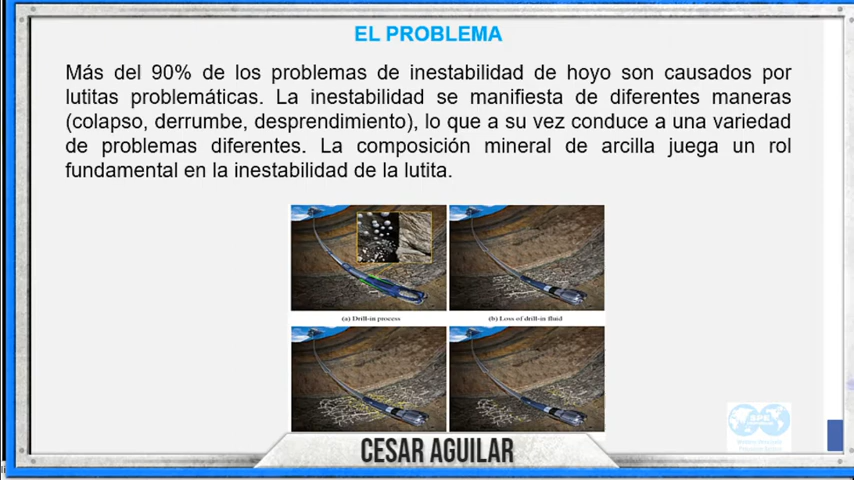 EL PROBLEMA
Más del 90% de los problemas de inestabilidad de hoyo son causados por
lutitas problemáticas. La inestabilidad se manifiesta de diferentes maneras
(colapso, derrumbe, desprendimiento), lo que a su vez conduce a una variedad
de problemas diferentes. La composición mineral de arcilla juega un rol
fundamental en la inestabilidad de la lutita.
(a) Drill-in process
(b) Loss of drill-in fluid
SPE
CESAR AGUILAR